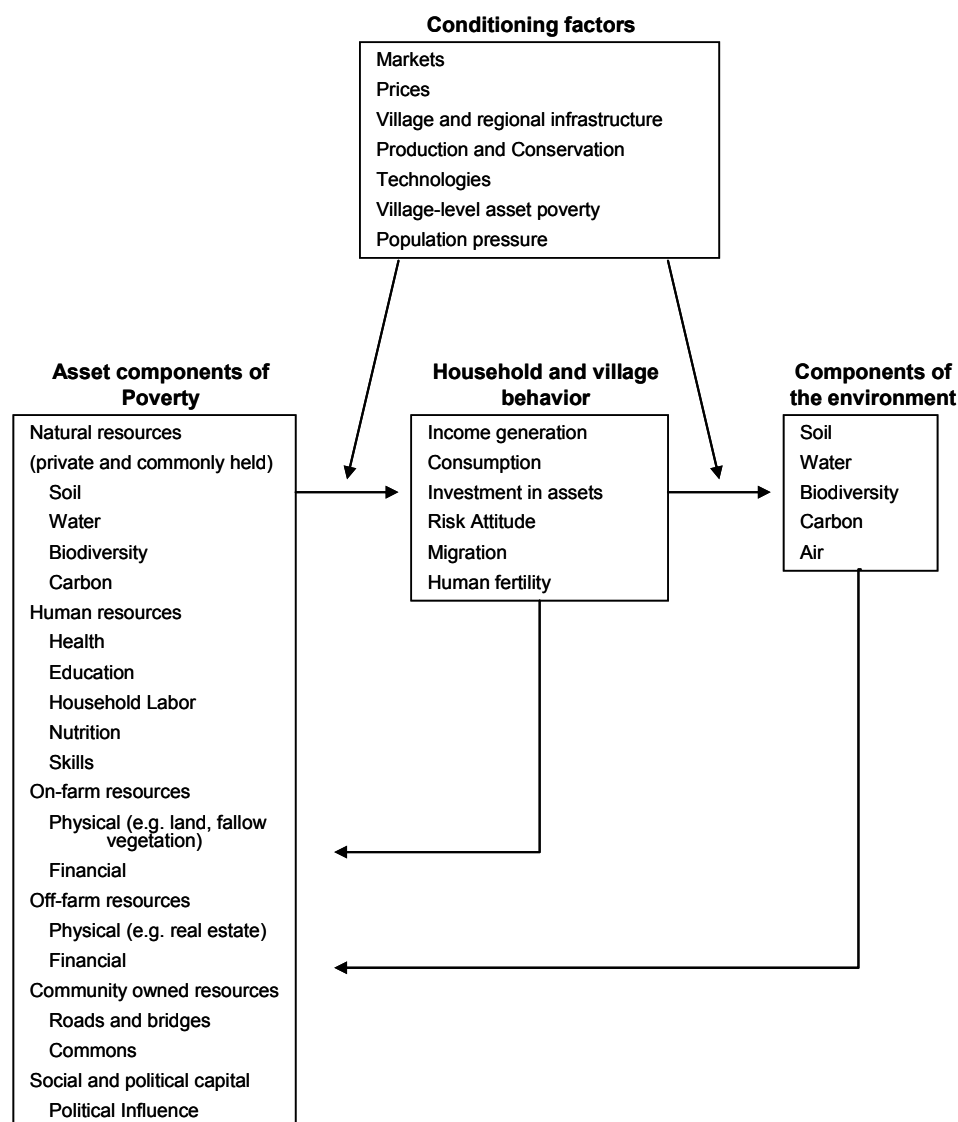 Conditioning factors
Markets
Prices
Village and regional infrastructure
Production and Conservation
Technologies
Village-level asset poverty
Population pressure
Asset components of
Poverty
Natural resources
(private and commonly held)
Soil
Water
Biodiversity
Carbon
Human resources
Health
Education
Household Labor
Nutrition
Skills
On-farm resources
Physical (e.g. land, fallow
vegetation)
Financial
Off-farm resources
Physical (e.g. real estate)
Financial
Community owned resources
Roads and bridges
Commons
Social and political capital
Political Influence
Household and village
behavior
Income generation
Consumption
Investment in assets
Risk Attitude
Migration
Human fertility
Components of
the environment
Soil
Water
Biodiversity
Carbon
Air